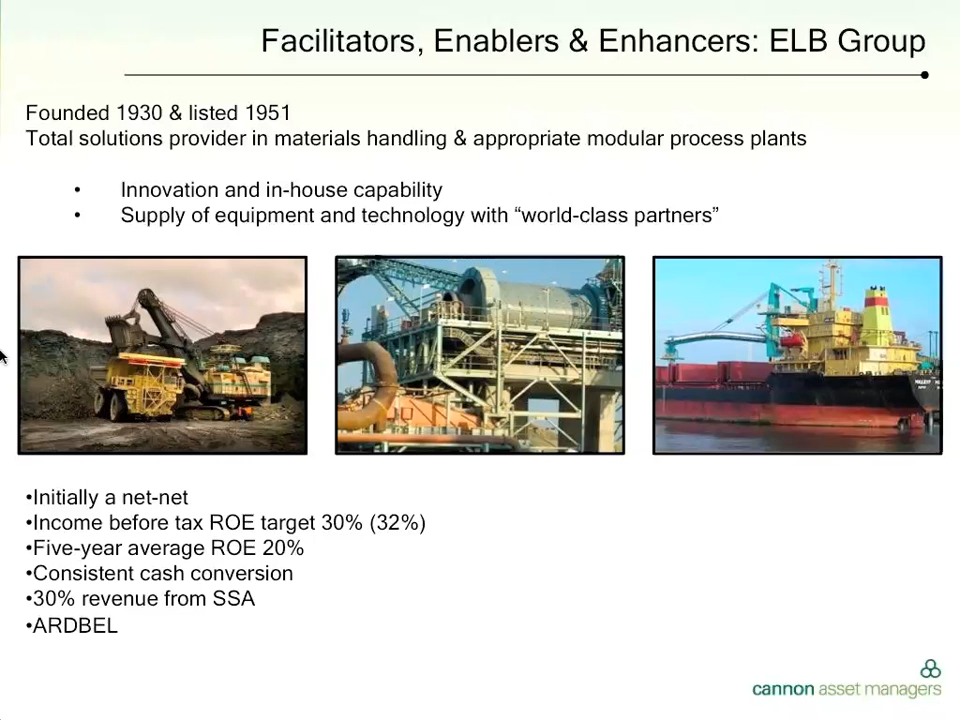 Facilitators, Enablers & Enhancers: ELB Group
Founded 1930 & listed 1951
Total solutions provider in materials handling & appropriate modular process plants
• Innovation and in-house capability
• Supply of equipment and technology with “world-class partners”
•Initially a net-net
•Income before tax ROE target 30% (32%)
•Five-year average ROE 20%
•Consistent cash conversion
•30% revenue from SSA
•ARDBEL
cannon asset managers